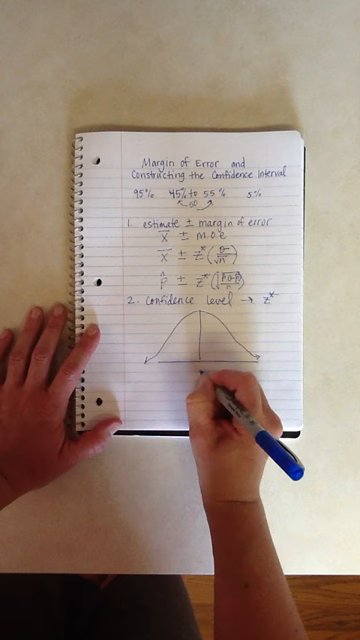 Margin of Error and
Constructing the Confidence Interval
95% 45% to 55% 5%
50
1. estimate ± margin of error
x̄ ± m.o.e
x̄ ± z*(σ/√n)
p̂ ± z*(√p(1-p)/n)
2. Confidence level → z*